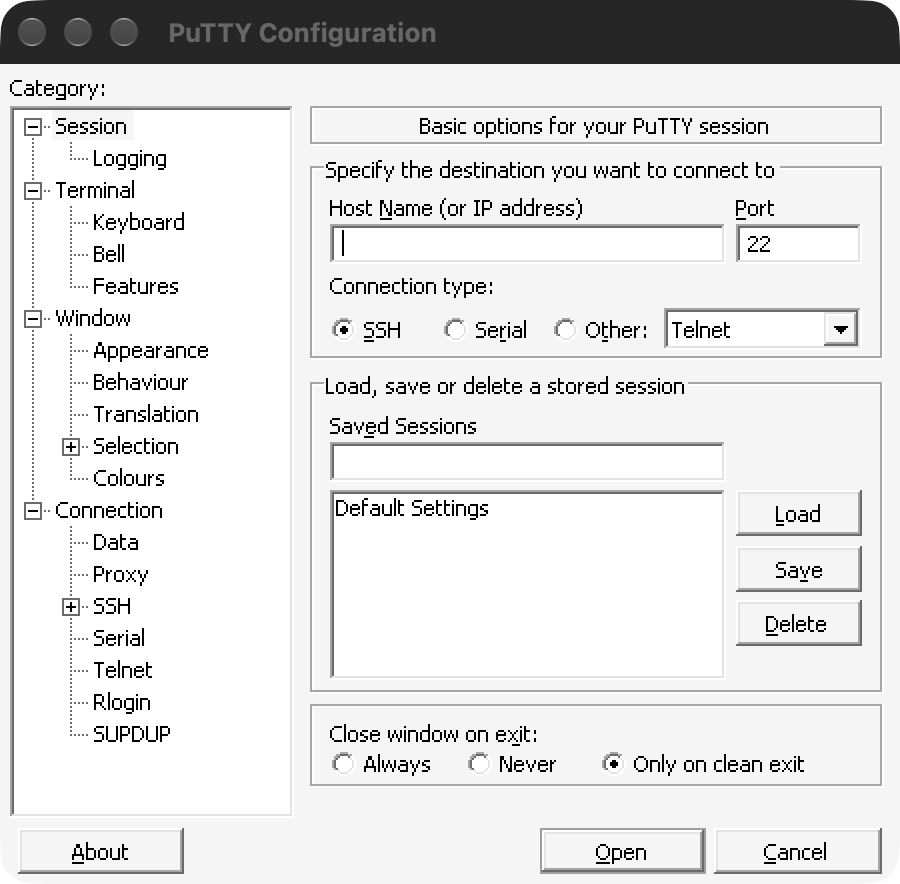 PuTTY Configuration
Category:
Session
Logging
Terminal
Keyboard
Bell
Features
Window
Appearance
Behaviour
Translation
Selection
Colours
Connection
Data
Proxy
SSH
Serial
Telnet
Rlogin
SUPDUP
Basic options for your PuTTY session
Specify the destination you want to connect to
Host Name (or IP address) Port
22
Connection type:
SSH Serial Other: Telnet
Load, save or delete a stored session
Saved Sessions
Default Settings
Load
Save
Delete
Close window on exit:
Always Never Only on clean exit
About Open Cancel